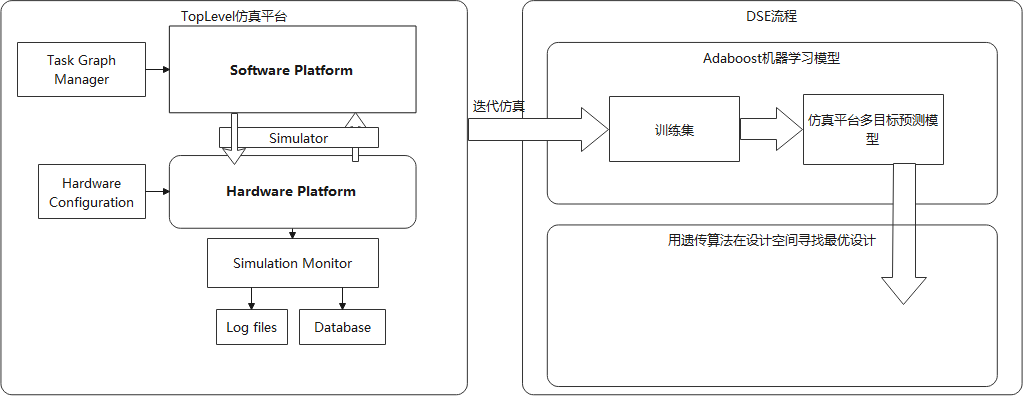 TopLevel仿真平台
Task Graph
Manager
Software Platform
Simulator
Hardware
Configuration
Hardware Platform
Simulation Monitor
Log files
Database
迭代仿真
DSE流程
Adaboost机器学习模型
训练集
仿真平台多目标预测模
型
用遗传算法在设计空间寻找最优设计